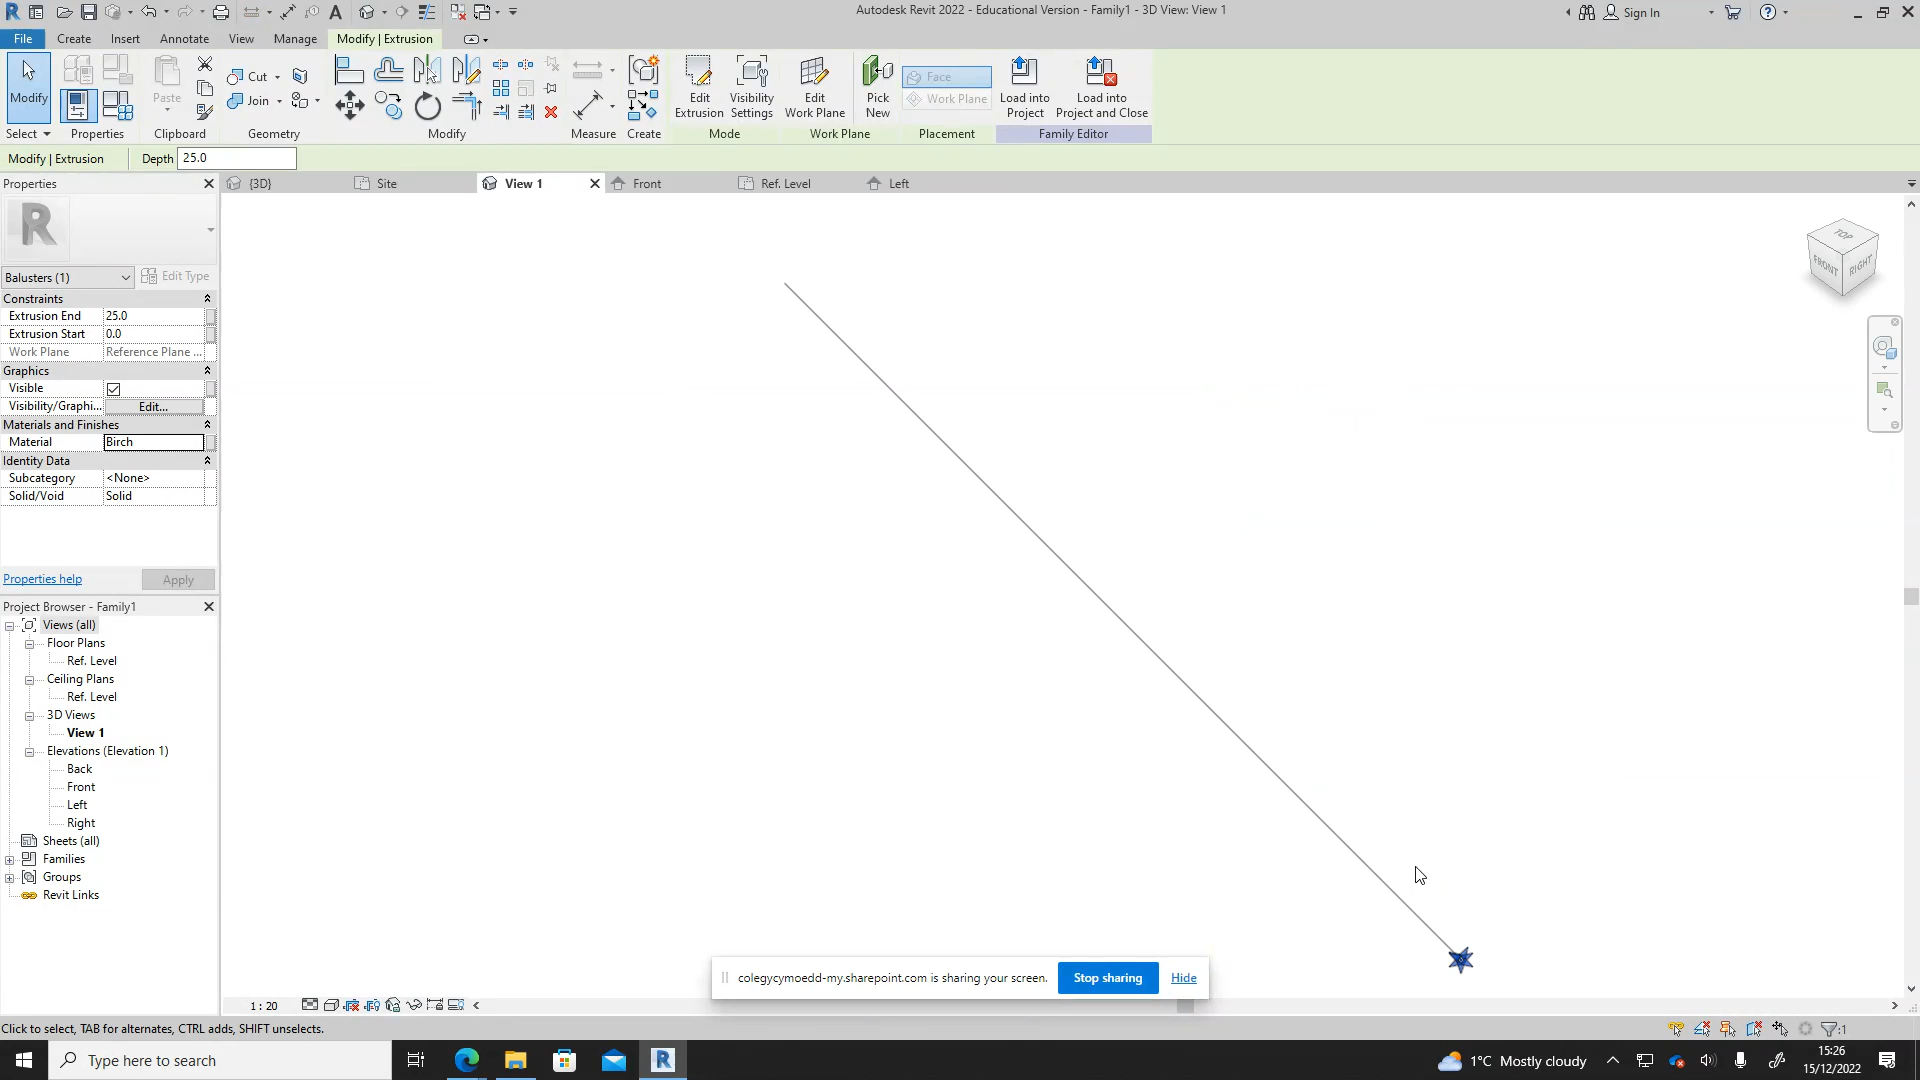 Autodesk Revit 2022 - Educational Version - Family1 - 3D View: View 1
Sign In
File
Create
Insert
Annotate
View
Manage
Modify | Extrusion
Modify
Paste
Cut
Join
Edit
Extrusion
Visibility
Settings
Edit
Work Plane
Pick
New
Face
Work Plane
Load into
Project
Load into
Project and Close
Select
Properties
Clipboard
Geometry
Modify
Measure
Create
Mode
Work Plane
Placement
Family Editor
Modify | Extrusion
Depth 25.0
Properties
{3D}
Site
View 1
Front
Ref. Level
Left
R
Balusters (1)
Edit Type
Constraints
Extrusion End 25.0
Extrusion Start 0.0
Work Plane Reference Plane ...
Graphics
Visible
Visibility/Graphi... Edit...
Materials and Finishes
Material Birch
Identity Data
Subcategory <None>
Solid/Void Solid
Properties help
Apply
Project Browser - Family1
Views (all)
Floor Plans
Ref. Level
Ceiling Plans
Ref. Level
3D Views
View 1
Elevations (Elevation 1)
Back
Front
Left
Right
Sheets (all)
Families
Groups
Revit Links
TOP
FRONT
RIGHT
colegycymoedd-my.sharepoint.com is sharing your screen.
Stop sharing
Hide
1 : 20
Click to select, TAB for alternates, CTRL adds, SHIFT unselects.
:1
Type here to search
1°C Mostly cloudy
15:26
15/12/2022